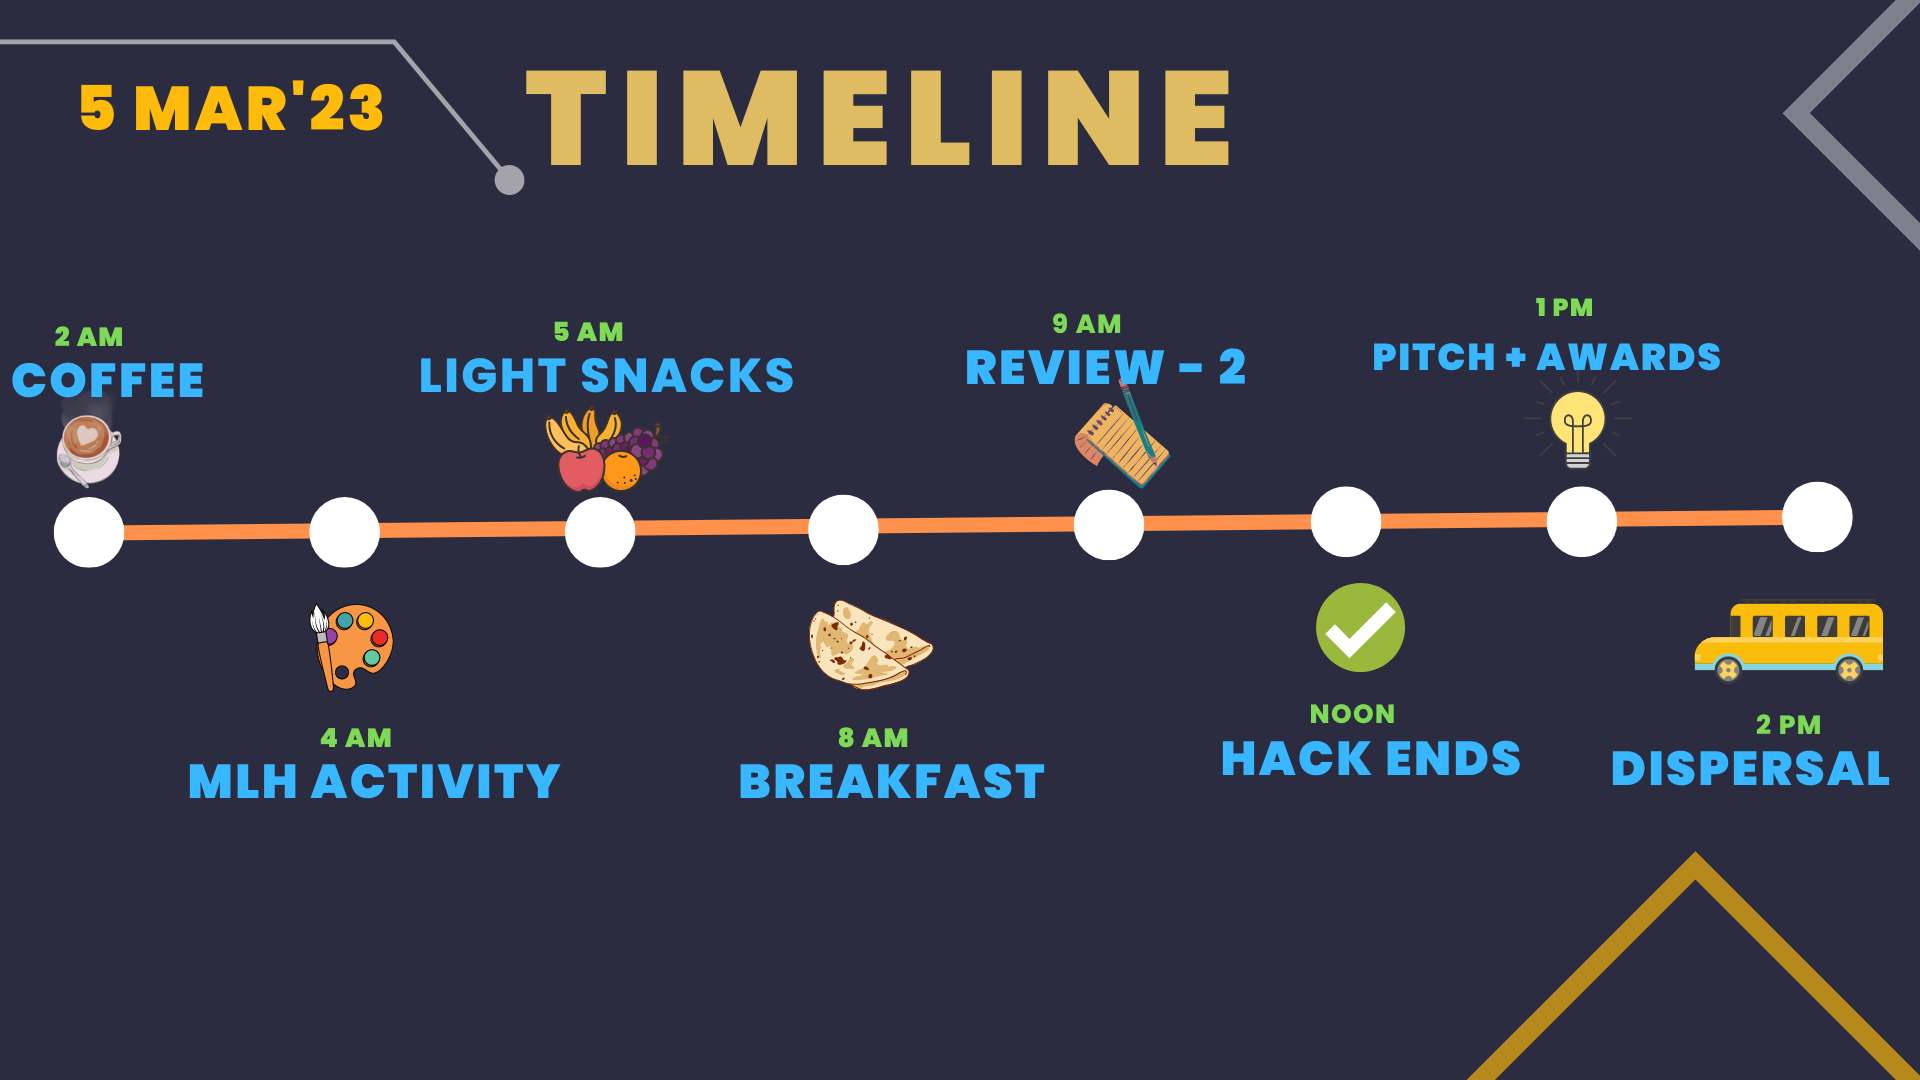 5 MAR'23
TIMELINE
2 AM
COFFEE
4 AM
MLH ACTIVITY
5 AM
LIGHT SNACKS
8 AM
BREAKFAST
9 AM
REVIEW - 2
NOON
HACK ENDS
1 PM
PITCH + AWARDS
2 PM
DISPERSAL